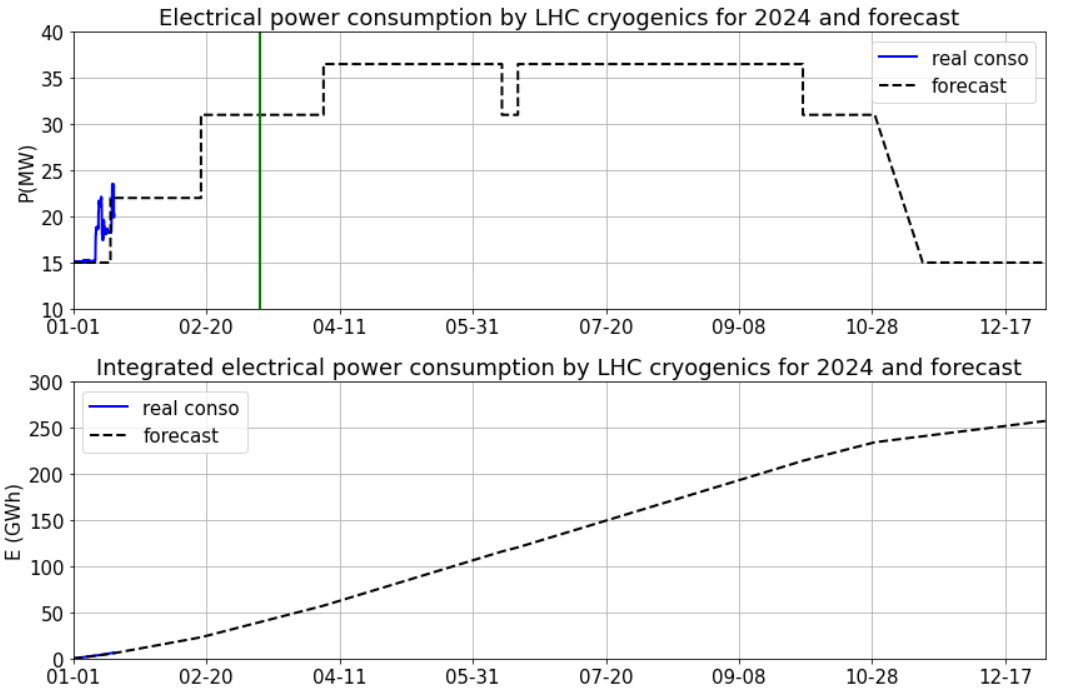 Electrical power consumption by LHC cryogenics for 2024 and forecast
P(MW)
40
35
30
25
20
15
10
real conso
forecast
01-01 02-20 04-11 05-31 07-20 09-08 10-28 12-17
Integrated electrical power consumption by LHC cryogenics for 2024 and forecast
E (GWh)
300
250
200
150
100
50
0
real conso
forecast
01-01 02-20 04-11 05-31 07-20 09-08 10-28 12-17